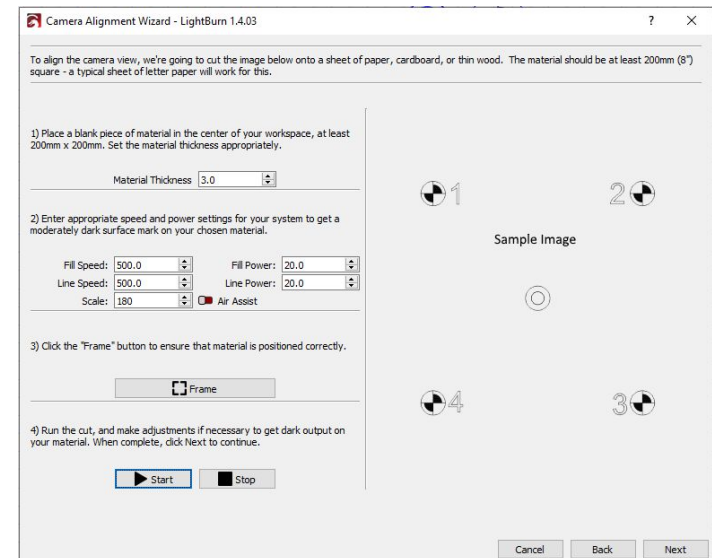 Camera Alignment Wizard - LightBurn 1.4.03
? X
To align the camera view, we're going to cut the image below onto a sheet of paper, cardboard, or thin wood.  The material should be at least 200mm (8")
square - a typical sheet of letter paper will work for this.
1) Place a blank piece of material in the center of your workspace, at least
200mm x 200mm. Set the material thickness appropriately.
Material Thickness 3.0
2) Enter appropriate speed and power settings for your system to get a
moderately dark surface mark on your chosen material.
Fill Speed: 500.0 Fill Power: 20.0
Line Speed: 500.0 Line Power: 20.0
Scale: 180 Air Assist
3) Click the "Frame" button to ensure that material is positioned correctly.
Frame
4) Run the cut, and make adjustments if necessary to get dark output on
your material. When complete, click Next to continue.
Start Stop
1 2
Sample Image
4 3
Cancel Back Next